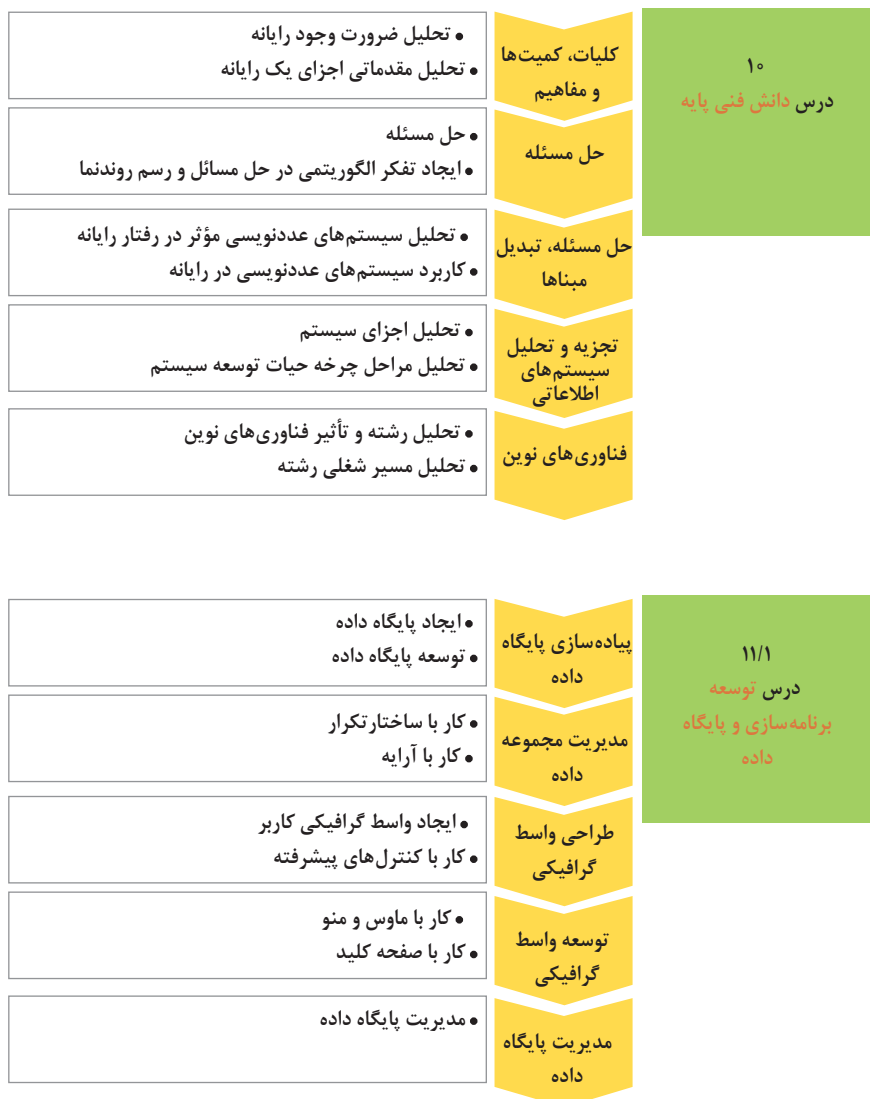 ۱۰
درس دانش فنی پایه
کلیات، کمیت‌ها
و مفاهیم
• تحلیل ضرورت وجود رایانه
• تحلیل مقدماتی اجزای یک رایانه
حل مسئله
• حل مسئله
• ایجاد تفکر الگوریتمی در حل مسائل و رسم روندنما
حل مسئله، تبدیل
مبناها
• تحلیل سیستم‌های عددنویسی مؤثر در رفتار رایانه
• کاربرد سیستم‌های عددنویسی در رایانه
تجزیه و تحلیل
سیستم‌های
اطلاعاتی
• تحلیل اجزای سیستم
• تحلیل مراحل چرخه حیات توسعه سیستم
فناوری‌های نوین
• تحلیل رشته و تأثیر فناوری‌های نوین
• تحلیل مسیر شغلی رشته
۱۱/۱
درس توسعه
برنامه‌سازی و پایگاه
داده
پیاده‌سازی پایگاه
داده
• ایجاد پایگاه داده
• توسعه پایگاه داده
مدیریت مجموعه
داده
• کار با ساختارتکرار
• کار با آرایه
طراحی واسط
گرافیکی
• ایجاد واسط گرافیکی کاربر
• کار با کنترل‌های پیشرفته
توسعه واسط
گرافیکی
• کار با ماوس و منو
• کار با صفحه کلید
مدیریت پایگاه
داده
• مدیریت پایگاه داده